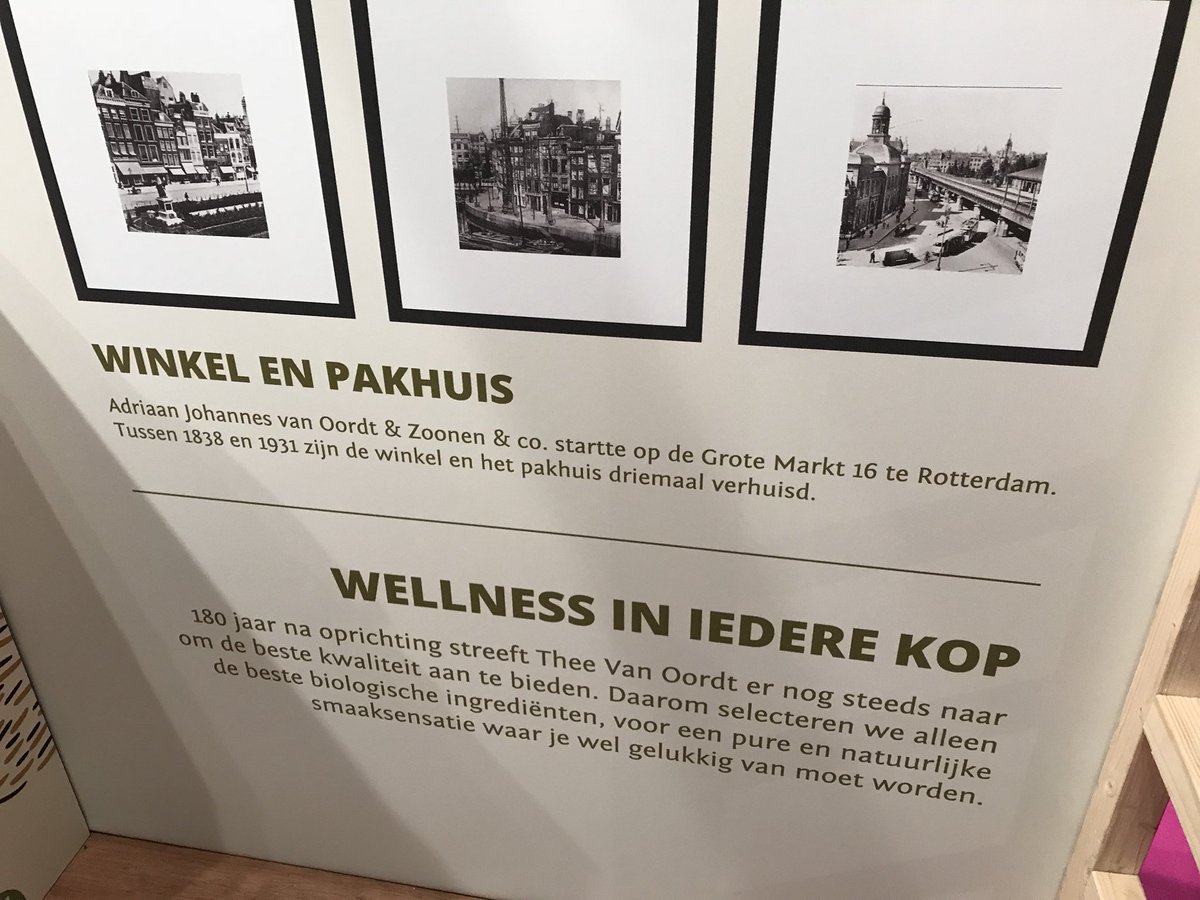 WINKEL EN PAKHUIS
Adriaan Johannes van Oordt & Zoonen & co. startte op de Grote Markt 16 te Rotterdam.
Tussen 1838 en 1931 zijn de winkel en het pakhuis driemaal verhuisd.
WELLNESS IN IEDERE KOP
180 jaar na oprichting streeft Thee Van Oordt er nog steeds naar
om de beste kwaliteit aan te bieden. Daarom selecteren we alleen
de beste biologische ingrediënten, voor een pure en natuurlijke
smaaksensatie waar je wel gelukkig van moet worden.